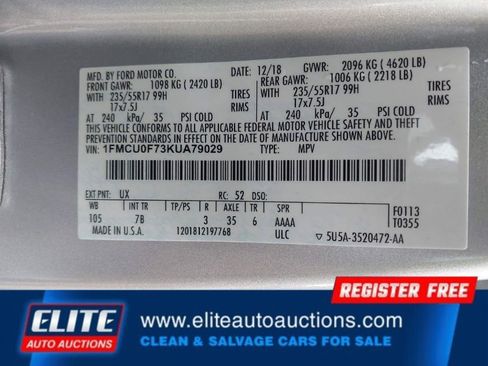 MFD. BY FORD MOTOR CO. 12/18 GVWR: 2096 KG ( 4620 LB)
FRONT GAWR: 1098 KG ( 2420 LB) REAR GAWR: 1006 KG ( 2218 LB)
WITH 235/55R17 99H TIRES WITH 235/55R17 99H TIRES
17x7.5J RIMS 17x7.5J RIMS
AT 240 kPa/ 35 PSI COLD AT 240 kPa/ 35 PSI COLD
THIS VEHICLE CONFORMS TO ALL APPLICABLE FEDERAL MOTOR VEHICLE SAFETY AND THEFT
PREVENTION STANDARDS IN EFFECT ON THE DATE OF MANUFACTURE SHOWN ABOVE.
VIN: 1FMCU0F73KUA79029 TYPE: MPV
EXT PNT: UX RC: 52 DSO:
WB INT TR TP/PS R AXLE TR SPR F0113
105 7B 3 35 6 AAAA T0355
MADE IN U.S.A. 1201812197768 ULC 5U5A-3520472-AA
REGISTER FREE
ELITE
AUTO AUCTIONS
www.eliteautoauctions.com
CLEAN & SALVAGE CARS FOR SALE